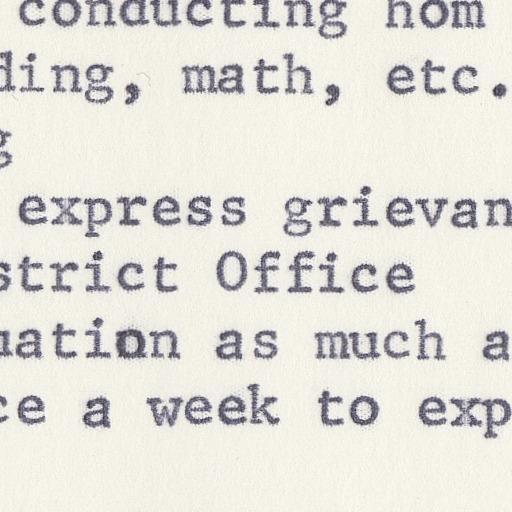 conducting hom
ding, math, etc.
g
express grievan
strict Office
uation as much a
ce a week to exp